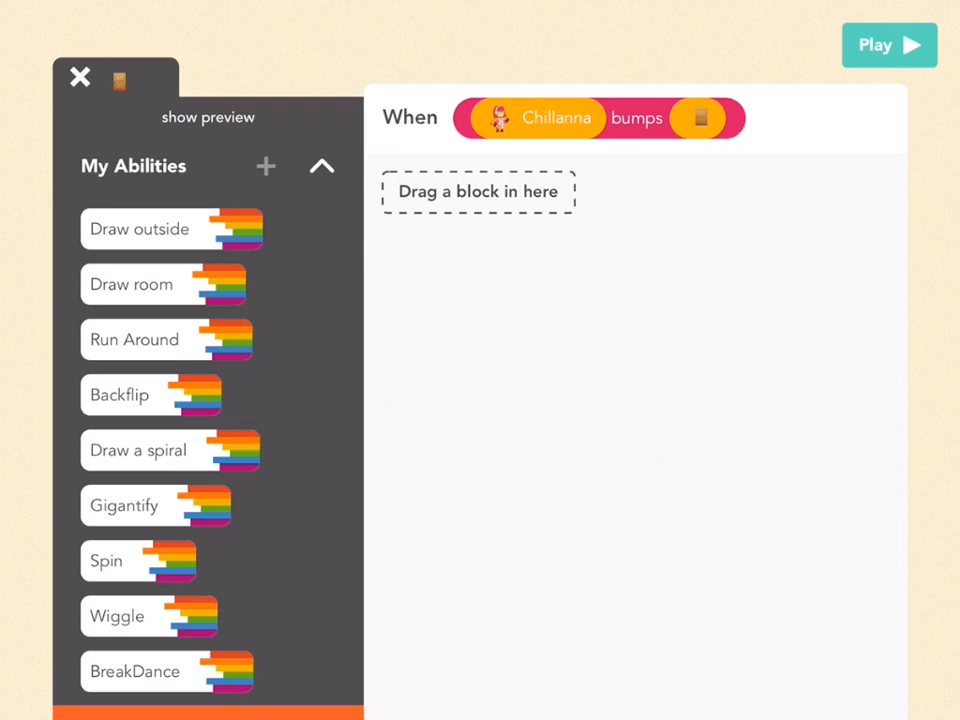 Play
show preview
When Chillanna bumps
My Abilities
Drag a block in here
Draw outside
Draw room
Run Around
Backflip
Draw a spiral
Gigantify
Spin
Wiggle
BreakDance